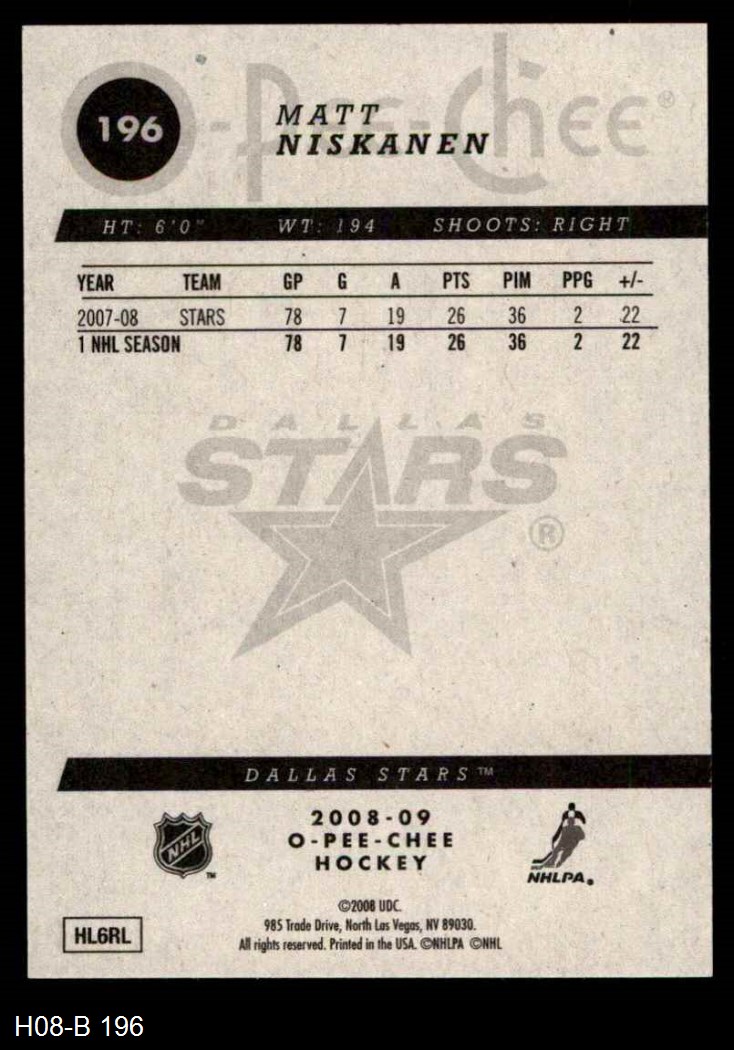 O-Pee-Chee®
196
MATT
NISKANEN
HT: 6'0" WT: 194 SHOOTS: RIGHT
YEAR TEAM GP G A PTS PIM PPG +/-
2007-08 STARS 78 7 19 26 36 2 22
1 NHL SEASON 78 7 19 26 36 2 22
DALLAS
STARS
®
DALLAS STARS™
NHL ™
2008-09
O-PEE-CHEE
HOCKEY
NHLPA.
©2008 UDC.
985 Trade Drive, North Las Vegas, NV 89030.
All rights reserved. Printed in the USA. ©NHLPA ©NHL
HL6RL
H08-B 196